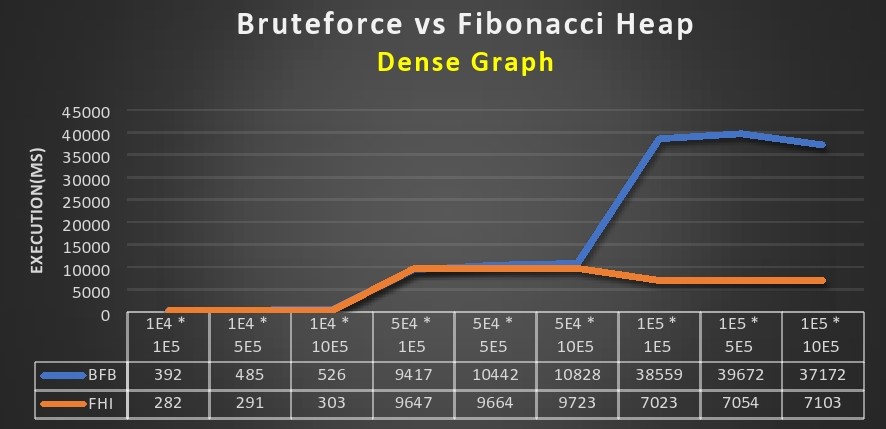 Bruteforce vs Fibonacci Heap
Dense Graph
EXECUTION(MS)
45000
40000
35000
30000
25000
20000
15000
10000
5000
0
1E4 * 1E4 * 1E4 * 5E4 * 5E4 * 5E4 * 1E5 * 1E5 * 1E5 *
1E5 5E5 10E5 1E5 5E5 10E5 1E5 5E5 10E5
BFB 392 485 526 9417 10442 10828 38559 39672 37172
FHI 282 291 303 9647 9664 9723 7023 7054 7103